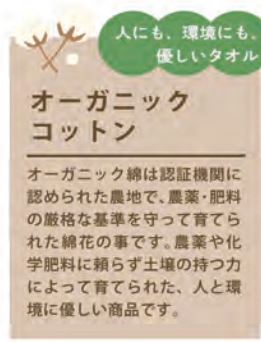 人にも、環境にも、
優しいタオル
オーガニック
コットン
オーガニック綿は認証機関に
認められた農地で、農薬・肥料
の厳格な基準を守って育てら
れた綿花の事です。農薬や化
学肥料に頼らず土壌の持つ力
によって育てられた、人と環
境に優しい商品です。